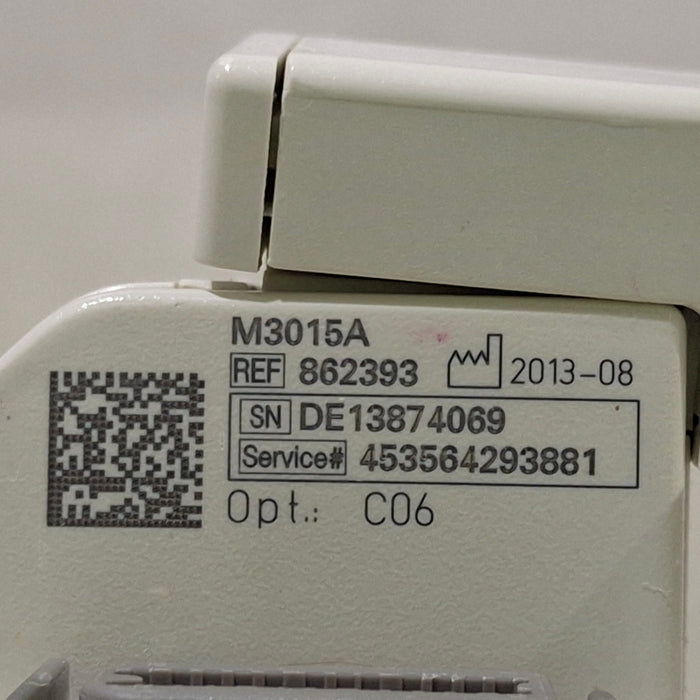 M3015A
REF 862393 2013-08
SN DE13874069
Service# 453564293881
Opt.: C06